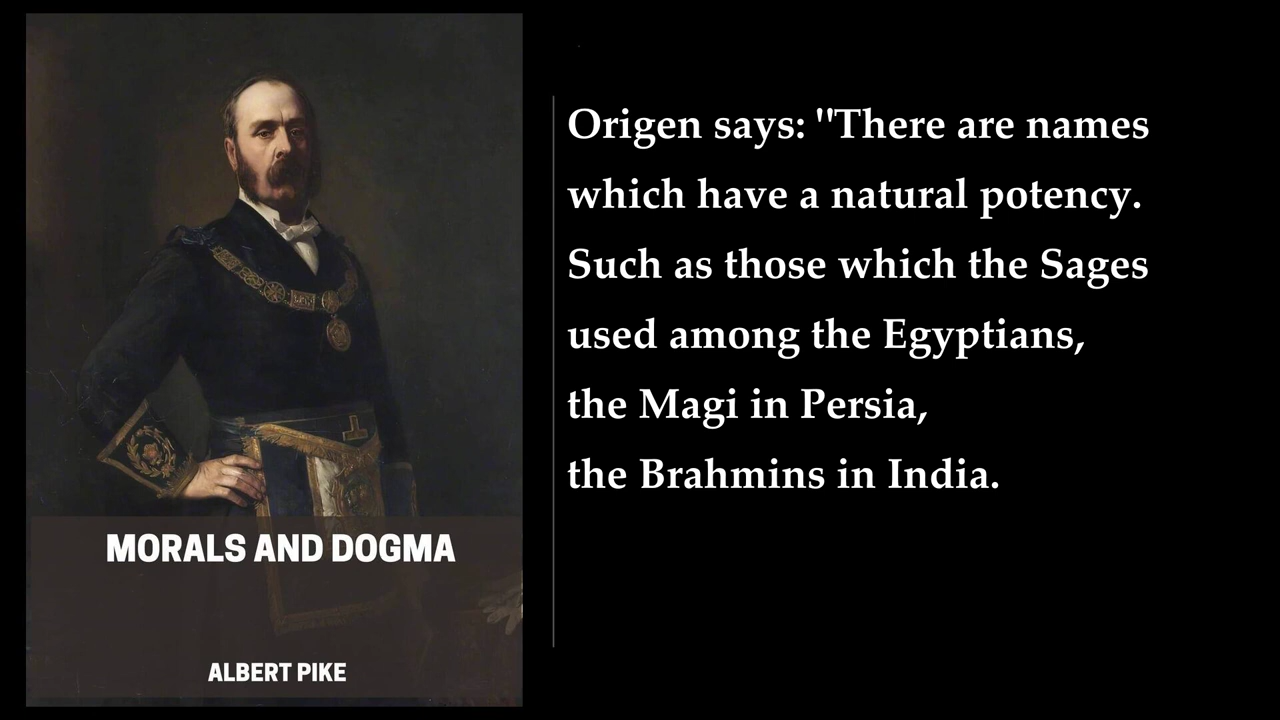 MORALS AND DOGMA
ALBERT PIKE
Origen says: "There are names
which have a natural potency.
Such as those which the Sages
used among the Egyptians,
the Magi in Persia,
the Brahmins in India.